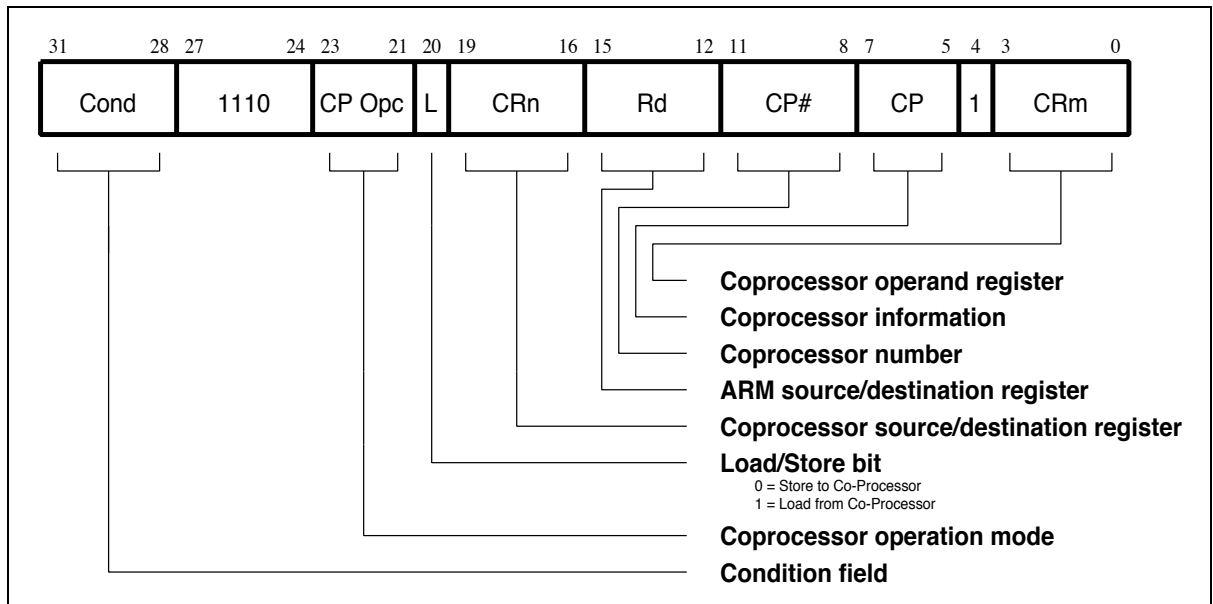 31 28 27 24 23 21 20 19 16 15 12 11 8 7 5 4 3 0
Cond 1110 CP Opc L CRn Rd CP# CP 1 CRm
Coprocessor operand register
Coprocessor information
Coprocessor number
ARM source/destination register
Coprocessor source/destination register
Load/Store bit
0 = Store to Co-Processor
1 = Load from Co-Processor
Coprocessor operation mode
Condition field